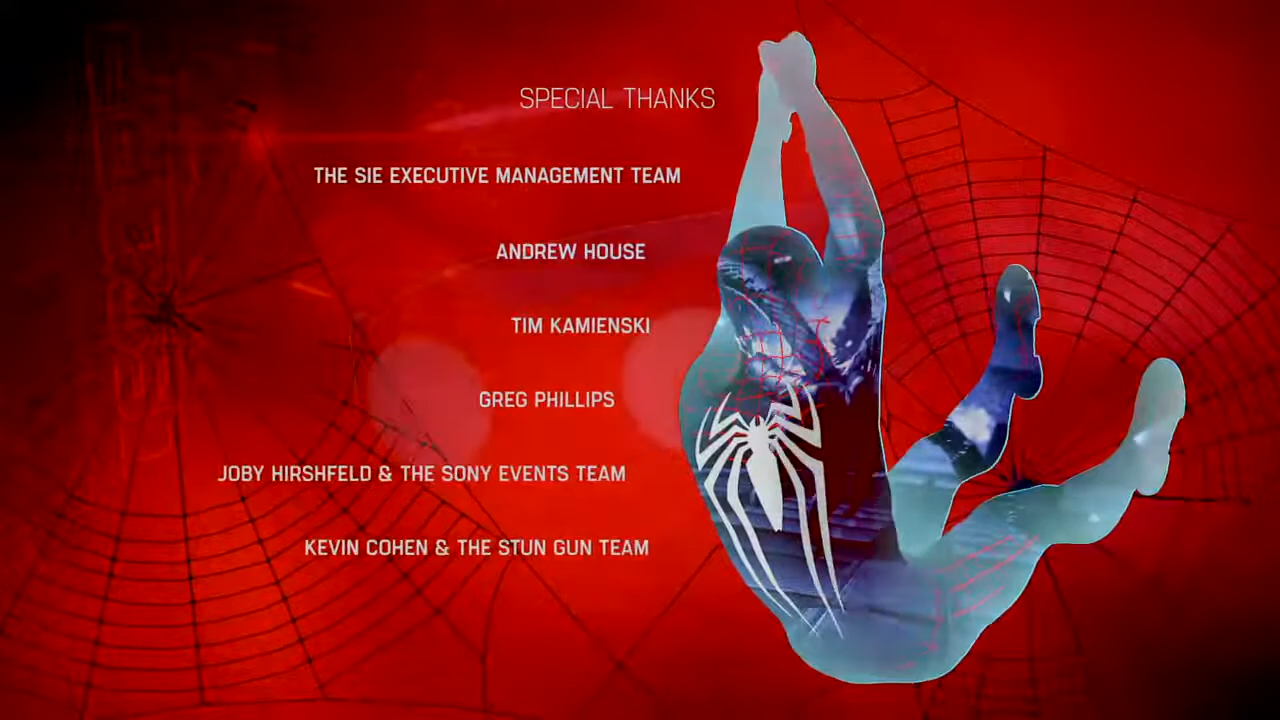 SPECIAL THANKS
THE SIE EXECUTIVE MANAGEMENT TEAM
ANDREW HOUSE
TIM KAMIENSKI
GREG PHILLIPS
JOBY HIRSHFELD & THE SONY EVENTS TEAM
KEVIN COHEN & THE STUN GUN TEAM